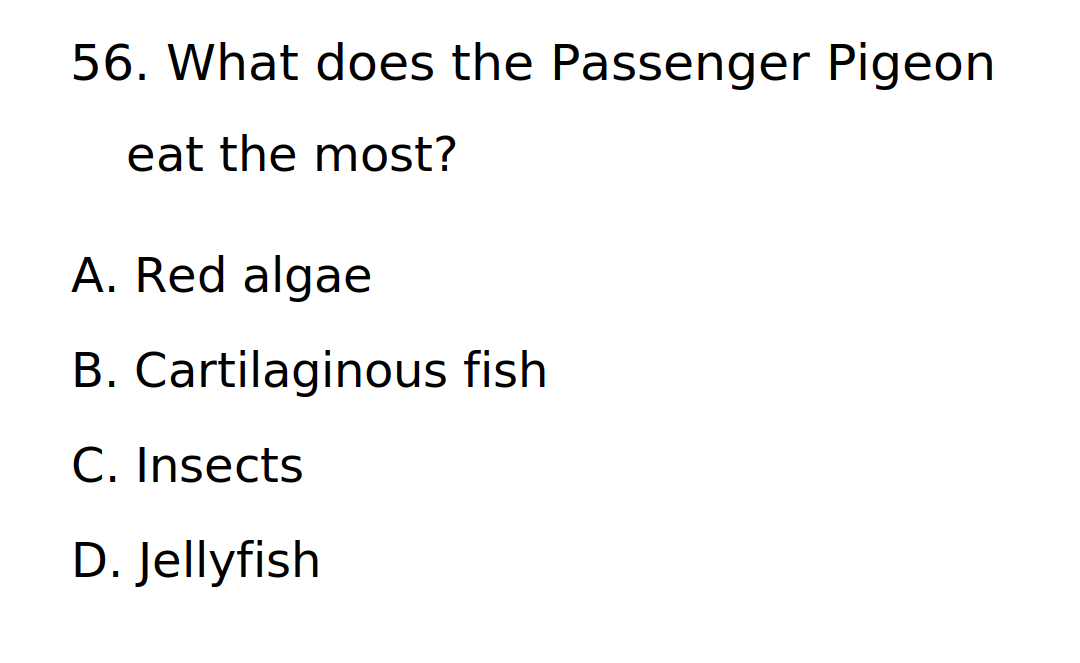 56. What does the Passenger Pigeon
eat the most?
A. Red algae
B. Cartilaginous fish
C. Insects
D. Jellyfish